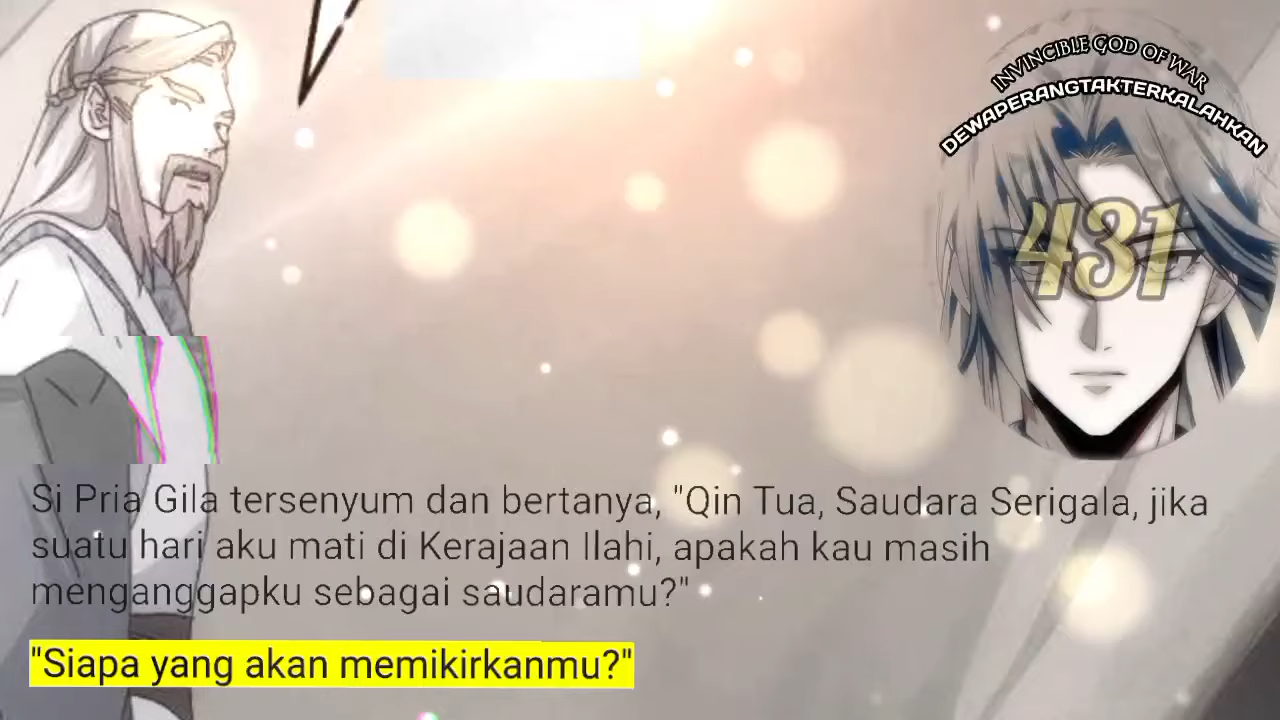 INVINCIBLE GOD OF WAR
DEWAPERANGTAKTERKALAHKAN
431
Si Pria Gila tersenyum dan bertanya, "Qin Tua, Saudara Serigala, jika
suatu hari aku mati di Kerajaan Ilahi, apakah kau masih
menganggapku sebagai saudaramu?"
"Siapa yang akan memikirkanmu?"